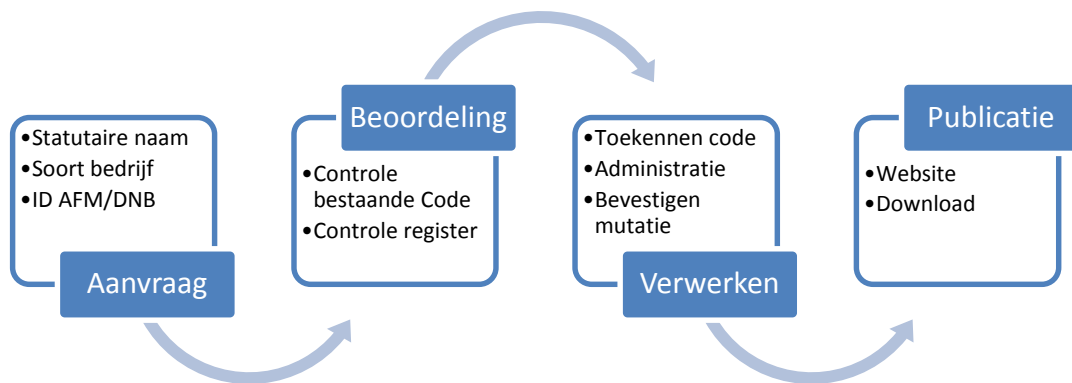 •Statutaire naam
•Soort bedrijf
•ID AFM/DNB
Aanvraag
Beoordeling
•Controle
bestaande Code
•Controle register
•Toekennen code
•Administratie
•Bevestigen
mutatie
Verwerken
Publicatie
•Website
•Download